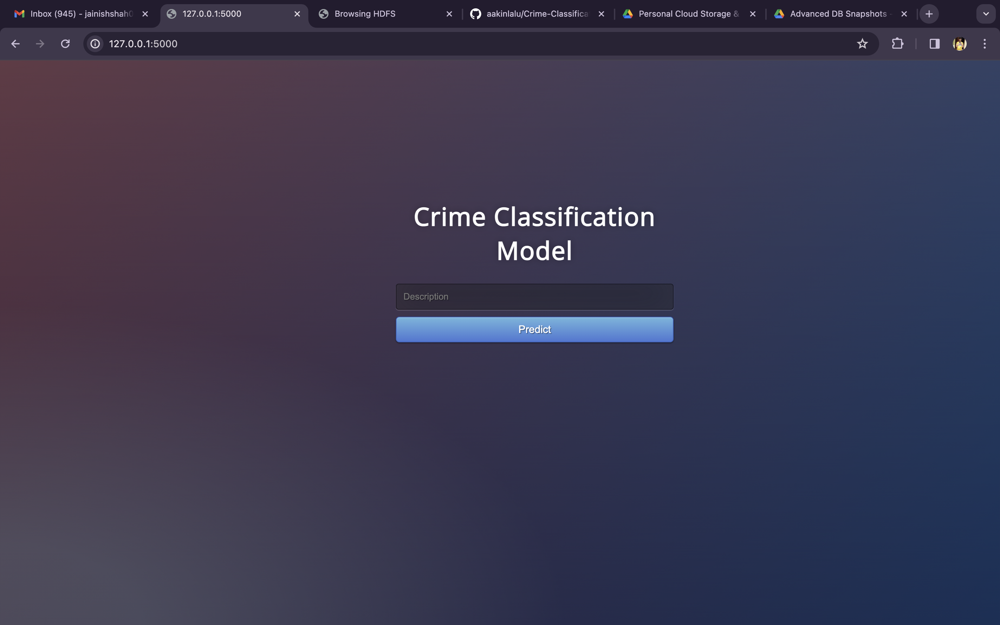 Inbox (945) - jainishshah0
127.0.0.1:5000
Browsing HDFS
aakinlalu/Crime-Classifica
Personal Cloud Storage &
Advanced DB Snapshots -
127.0.0.1:5000
Crime Classification
Model
Description
Predict